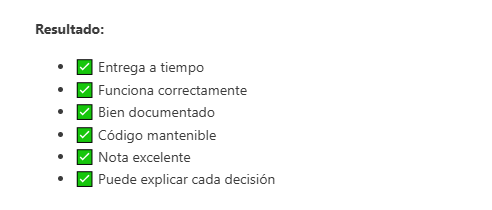 Resultado:
• ✅ Entrega a tiempo
• ✅ Funciona correctamente
• ✅ Bien documentado
• ✅ Código mantenible
• ✅ Nota excelente
• ✅ Puede explicar cada decisión